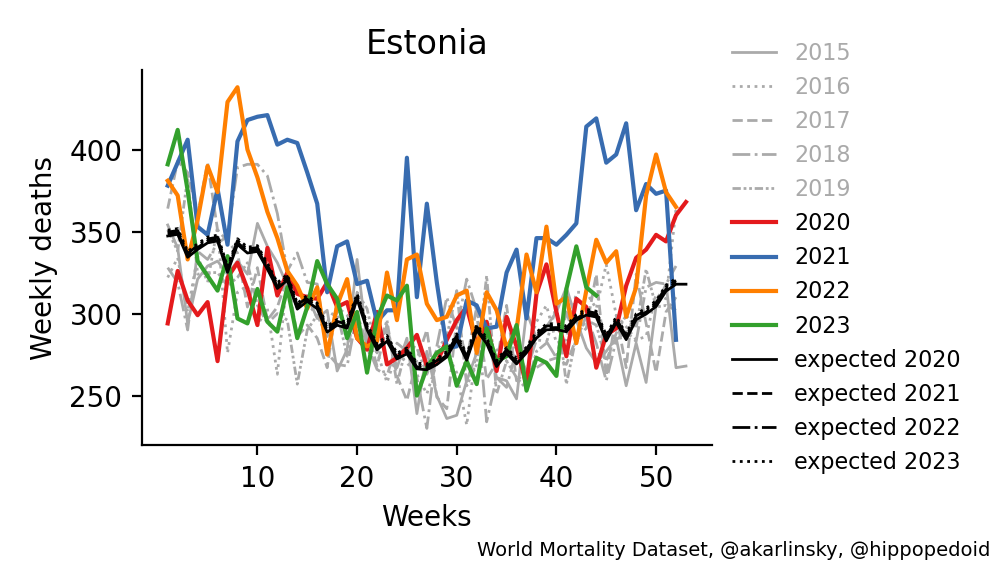 Estonia
Weekly deaths
400
350
300
250
10
20
30
40
50
Weeks
2015
2016
2017
2018
2019
2020
2021
2022
2023
expected 2020
expected 2021
expected 2022
expected 2023
World Mortality Dataset, @akarlinsky, @hippopedoid